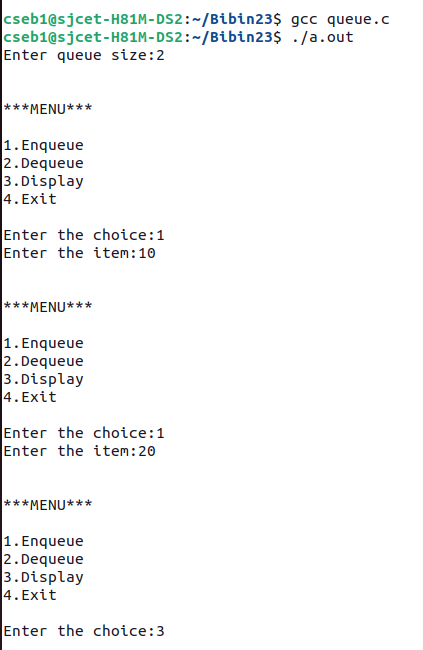 cseb1@sjcet-H81M-DS2:~/Bibin23$ gcc queue.c
cseb1@sjcet-H81M-DS2:~/Bibin23$ ./a.out
Enter queue size:2
***MENU***
1.Enqueue
2.Dequeue
3.Display
4.Exit
Enter the choice:1
Enter the item:10
***MENU***
1.Enqueue
2.Dequeue
3.Display
4.Exit
Enter the choice:1
Enter the item:20
***MENU***
1.Enqueue
2.Dequeue
3.Display
4.Exit
Enter the choice:3